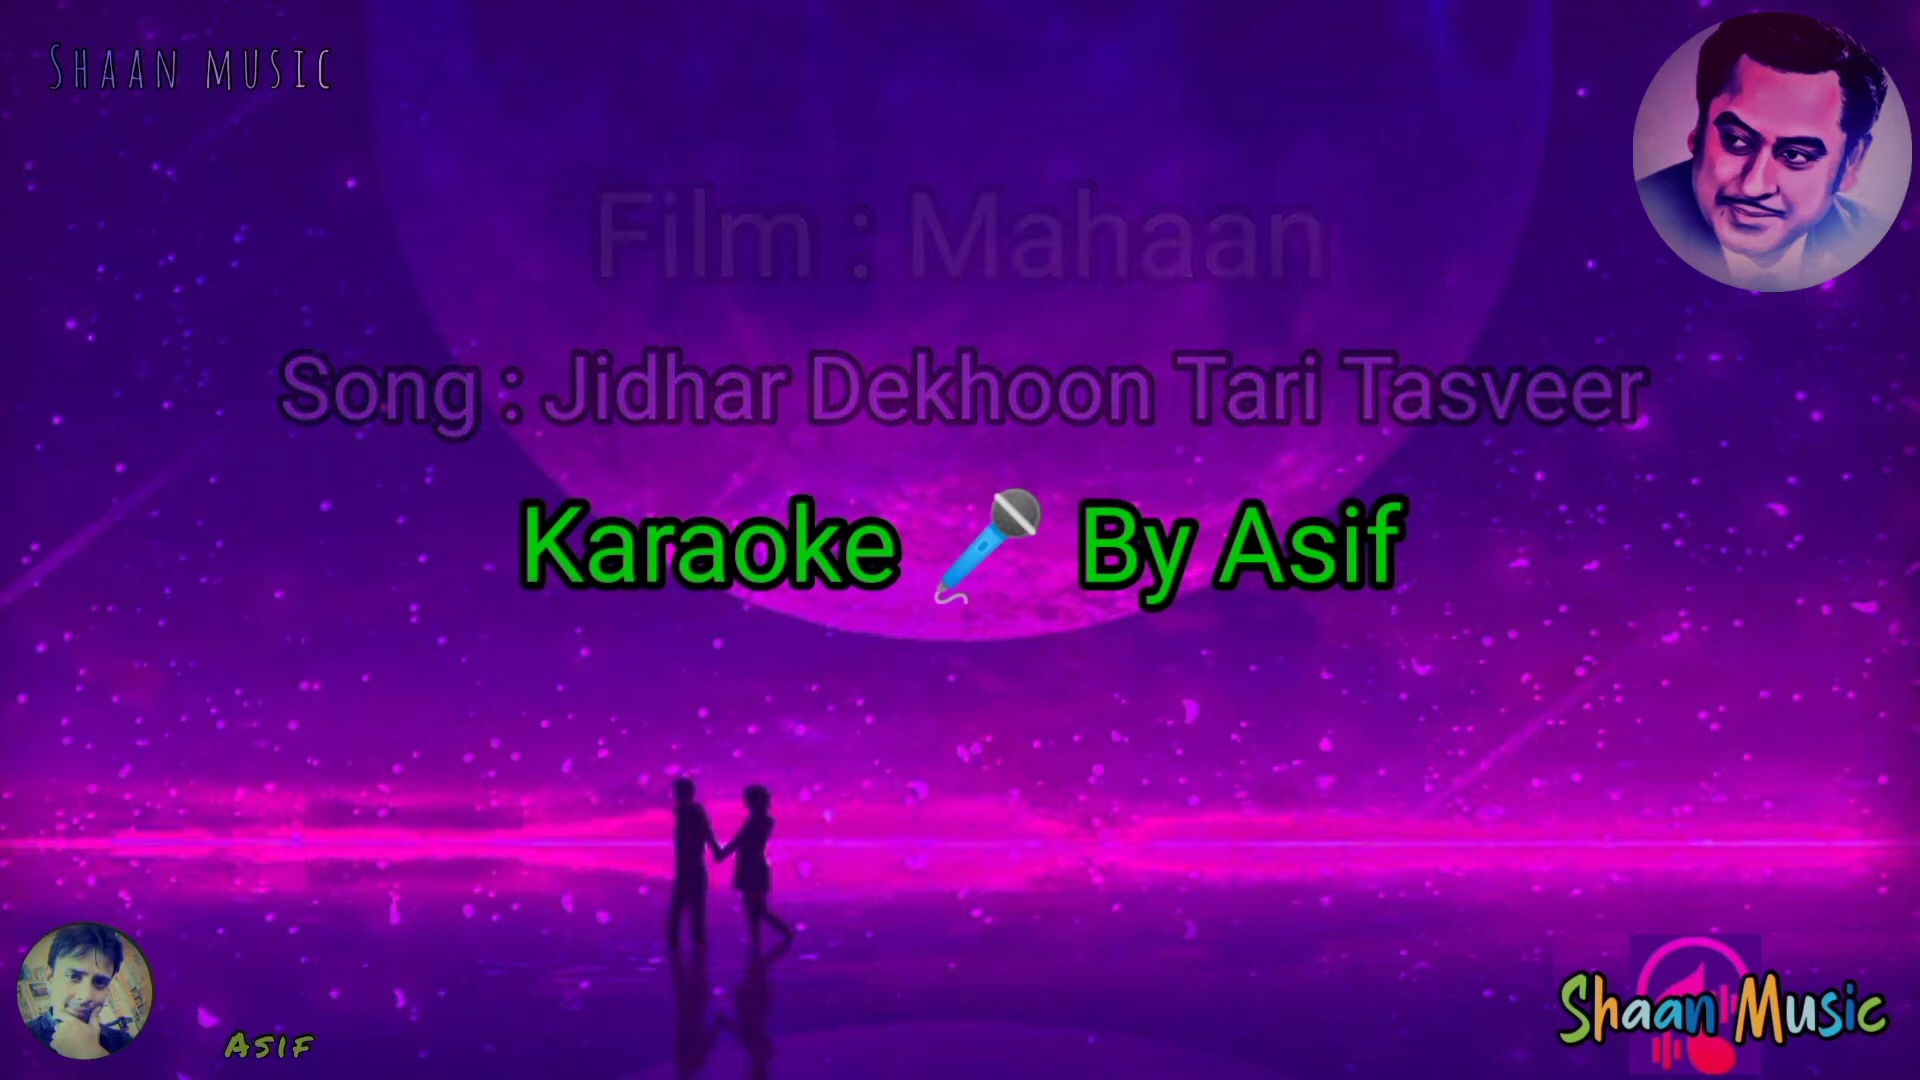 SHAAN MUSIC
Film : Mahaan
Song : Jidhar Dekhoon Tari Tasveer
Karaoke 🎤 By Asif
ASIF
Shaan Music